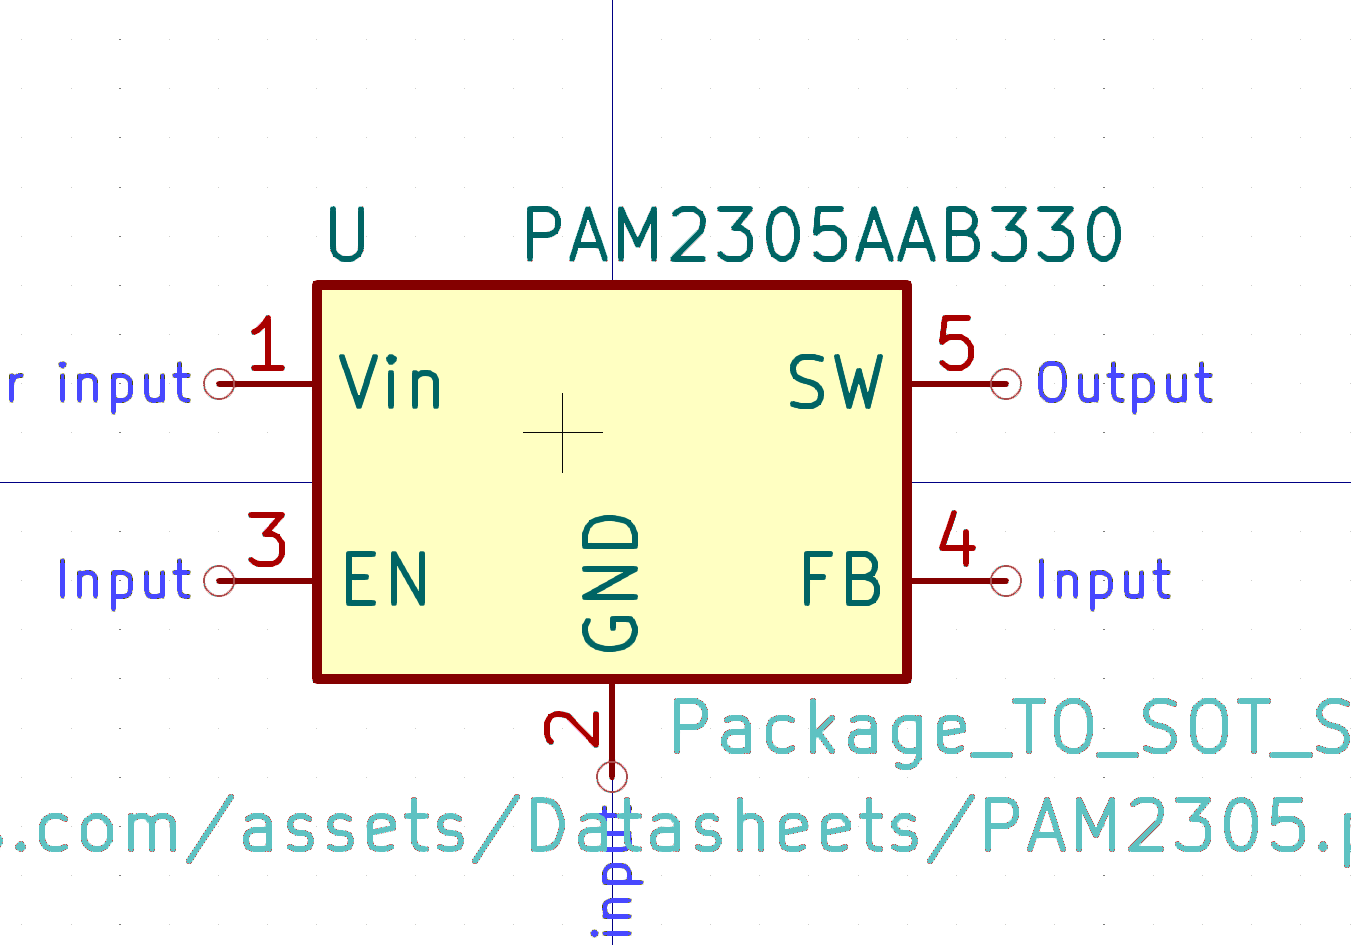 U PAM2305AAB330
1 5
r input Vin SW Output
3 4
Input EN FB Input
GND
2
Package_TO_SOT_S
.com/assets/Datasheets/PAM2305.p
input